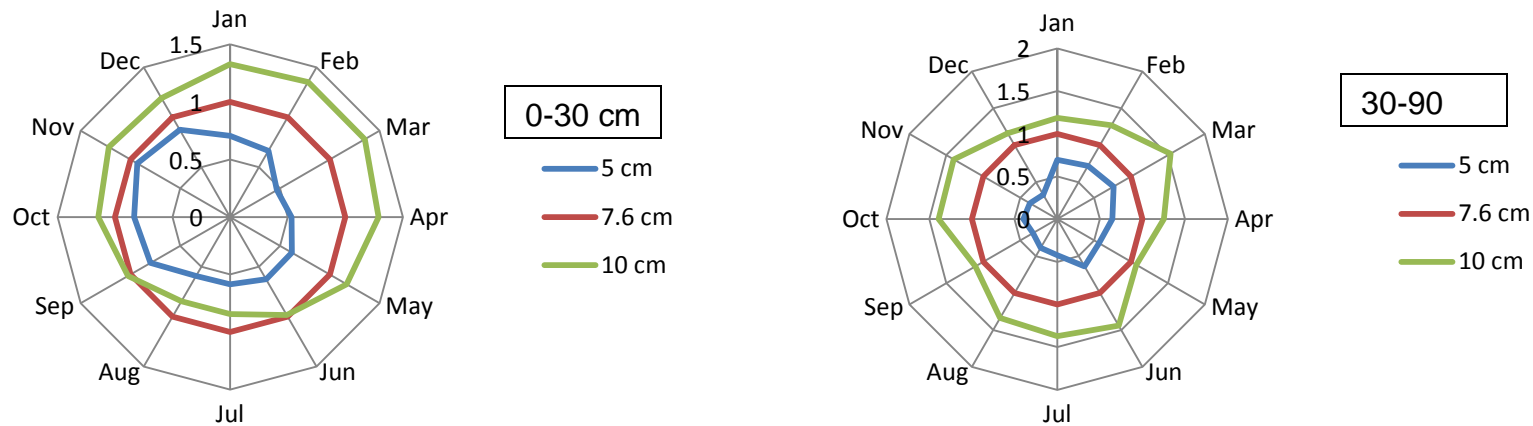 Jan
Feb
Mar
Apr
May
Jun
Jul
Aug
Sep
Oct
Nov
Dec
1.5
1
0.5
0
0-30 cm
5 cm
7.6 cm
10 cm
Jan
Feb
Mar
Apr
May
Jun
Jul
Aug
Sep
Oct
Nov
Dec
2
1.5
1
0.5
0
30-90
5 cm
7.6 cm
10 cm